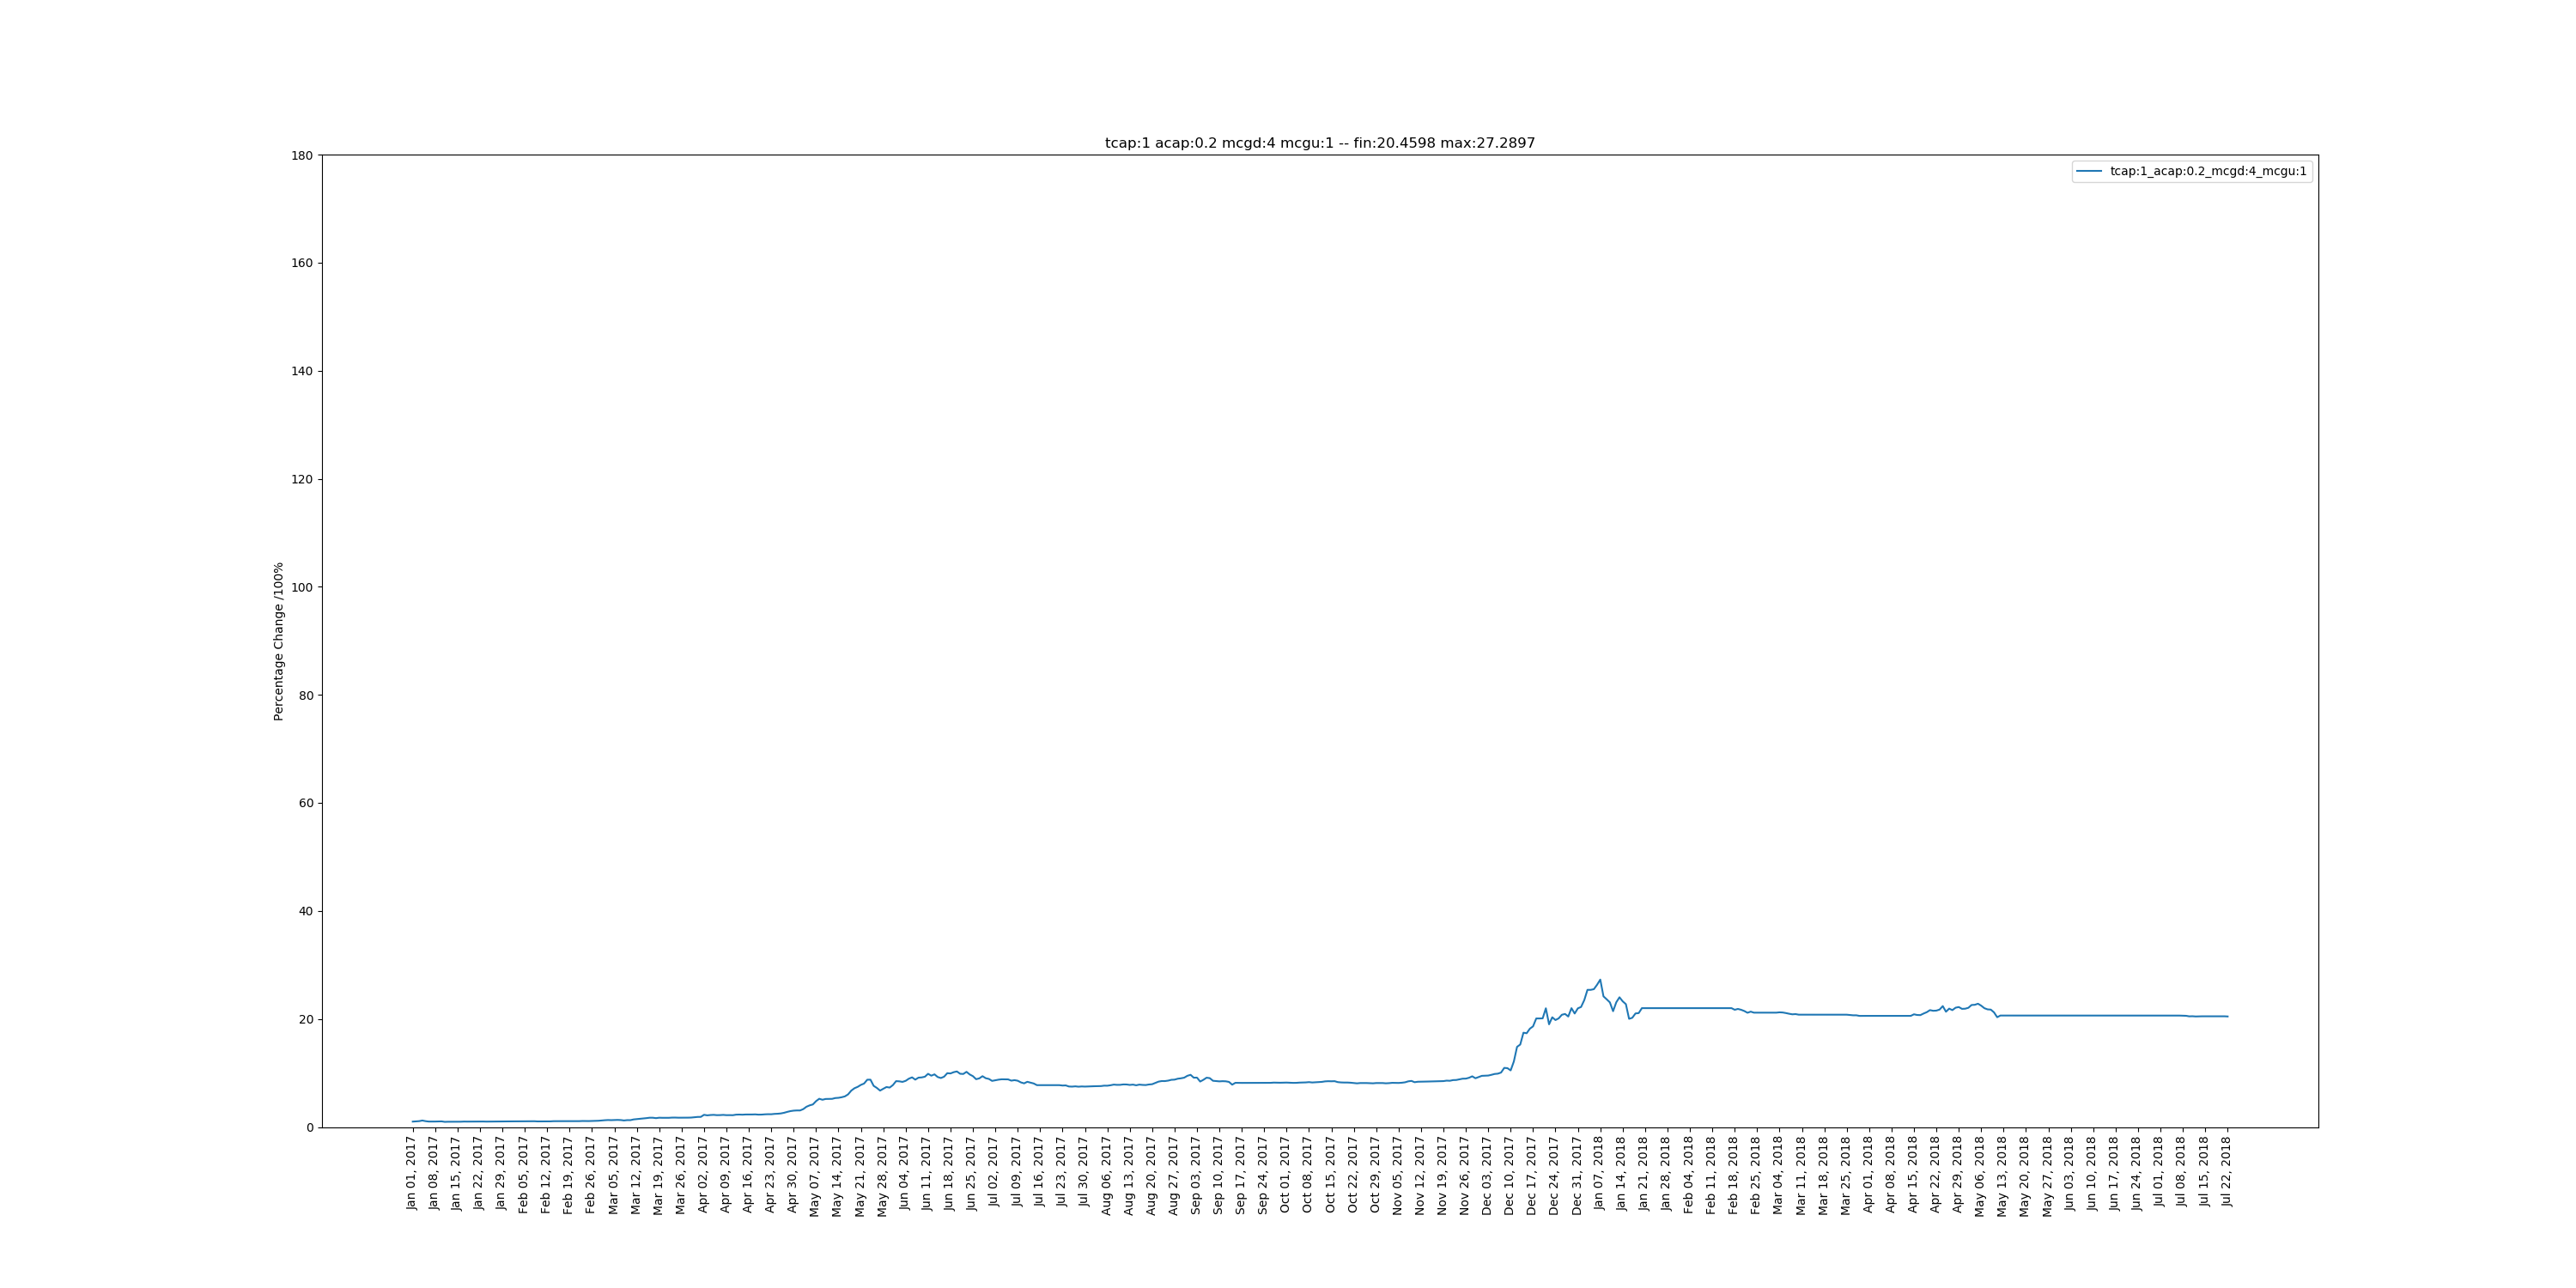 tcap:1 acap:0.2 mcgd:4 mcgu:1 -- fin:20.4598 max:27.2897
tcap:1_acap:0.2_mcgd:4_mcgu:1
Percentage Change /100%
180
160
140
120
100
80
60
40
20
0
Jan 01, 2017
Jan 08, 2017
Jan 15, 2017
Jan 22, 2017
Jan 29, 2017
Feb 05, 2017
Feb 12, 2017
Feb 19, 2017
Feb 26, 2017
Mar 05, 2017
Mar 12, 2017
Mar 19, 2017
Mar 26, 2017
Apr 02, 2017
Apr 09, 2017
Apr 16, 2017
Apr 23, 2017
Apr 30, 2017
May 07, 2017
May 14, 2017
May 21, 2017
May 28, 2017
Jun 04, 2017
Jun 11, 2017
Jun 18, 2017
Jun 25, 2017
Jul 02, 2017
Jul 09, 2017
Jul 16, 2017
Jul 23, 2017
Jul 30, 2017
Aug 06, 2017
Aug 13, 2017
Aug 20, 2017
Aug 27, 2017
Sep 03, 2017
Sep 10, 2017
Sep 17, 2017
Sep 24, 2017
Oct 01, 2017
Oct 08, 2017
Oct 15, 2017
Oct 22, 2017
Oct 29, 2017
Nov 05, 2017
Nov 12, 2017
Nov 19, 2017
Nov 26, 2017
Dec 03, 2017
Dec 10, 2017
Dec 17, 2017
Dec 24, 2017
Dec 31, 2017
Jan 07, 2018
Jan 14, 2018
Jan 21, 2018
Jan 28, 2018
Feb 04, 2018
Feb 11, 2018
Feb 18, 2018
Feb 25, 2018
Mar 04, 2018
Mar 11, 2018
Mar 18, 2018
Mar 25, 2018
Apr 01, 2018
Apr 08, 2018
Apr 15, 2018
Apr 22, 2018
Apr 29, 2018
May 06, 2018
May 13, 2018
May 20, 2018
May 27, 2018
Jun 03, 2018
Jun 10, 2018
Jun 17, 2018
Jun 24, 2018
Jul 01, 2018
Jul 08, 2018
Jul 15, 2018
Jul 22, 2018